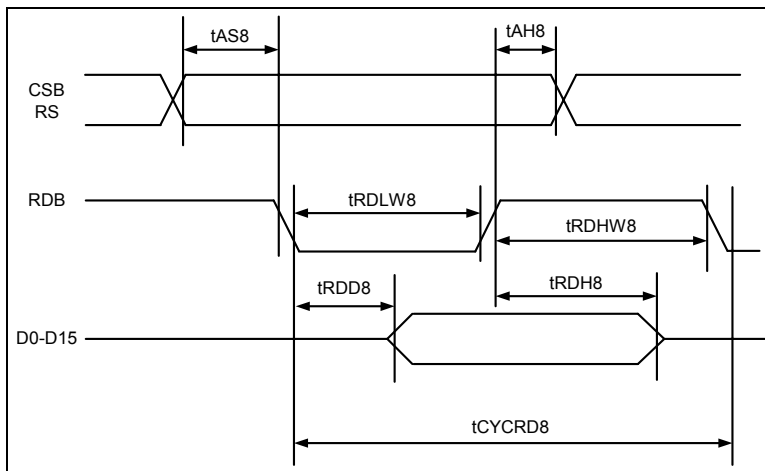 tAS8
tAH8
CSB
RS
RDB
tRDLW8
tRDHW8
tRDD8
tRDH8
D0-D15
tCYCRD8